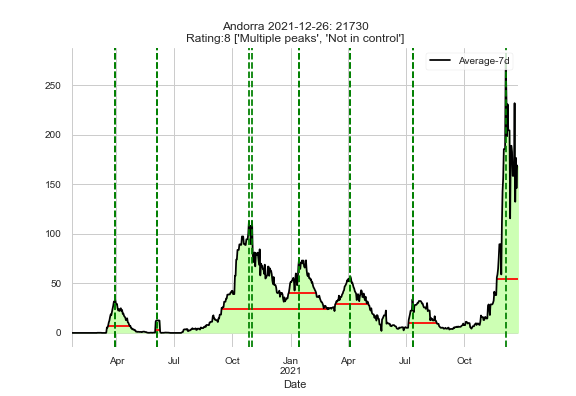 Andorra 2021-12-26: 21730
Rating:8 ['Multiple peaks', 'Not in control']
Average-7d
250
200
150
100
50
0
Apr Jul Oct Jan Apr Jul Oct
2021
Date